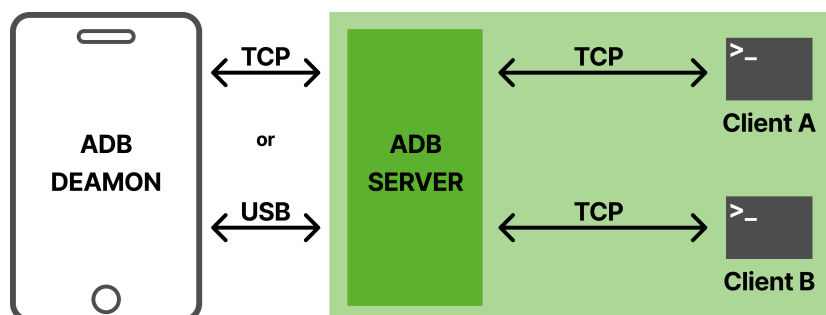 ADB
DEAMON
TCP
or
USB
ADB
SERVER
TCP
TCP
>_
Client A
>_
Client B